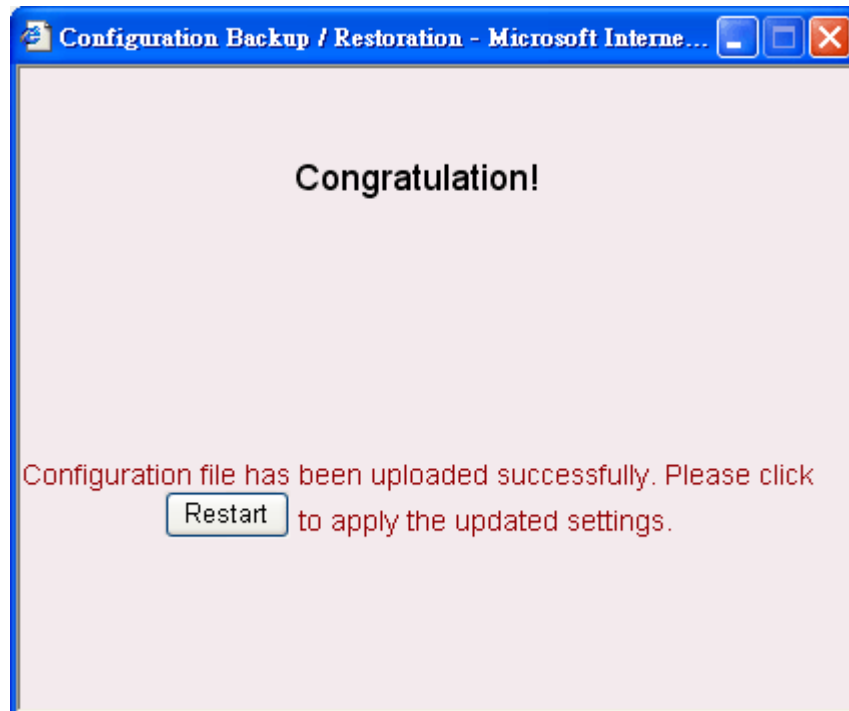 Configuration Backup / Restoration - Microsoft Interne...
Congratulation!
Configuration file has been uploaded successfully. Please click
Restart to apply the updated settings.